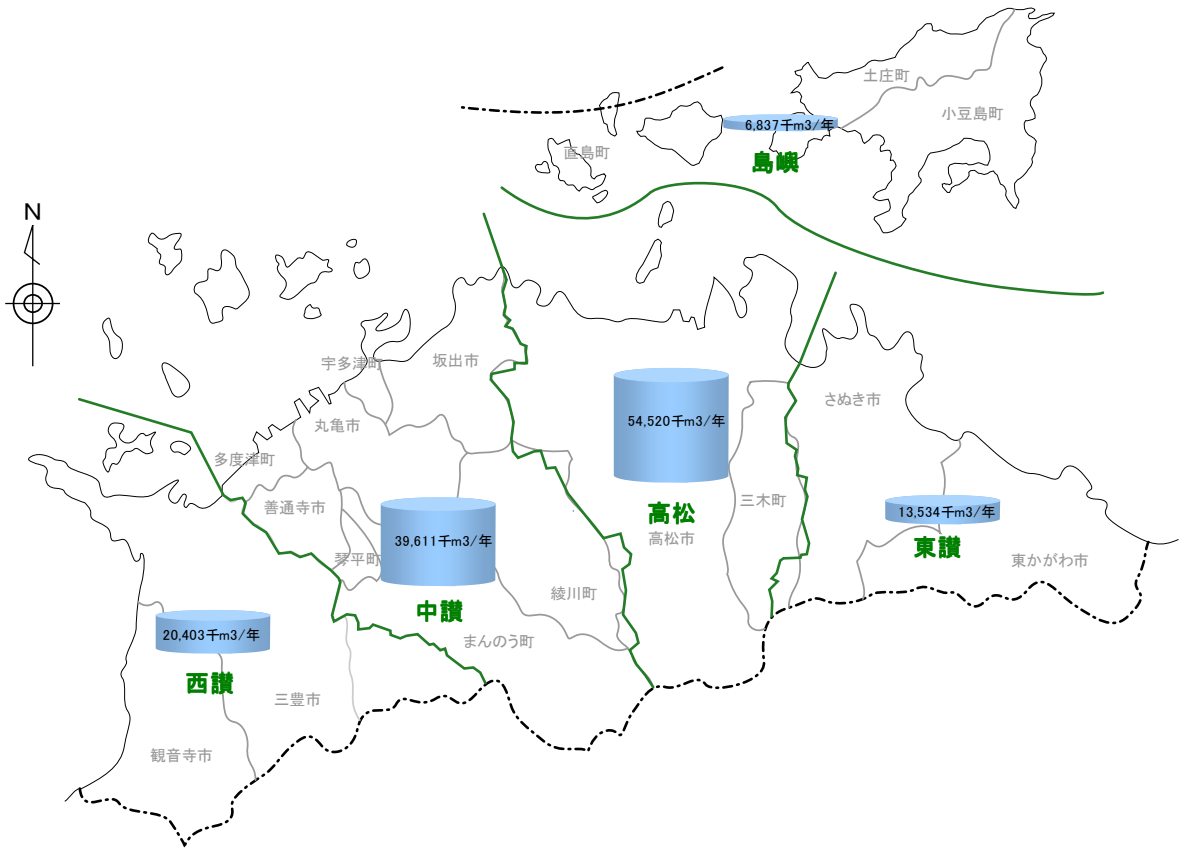 土庄町
小豆島町
6,837千m3/年
直島町
島嶼
N
宇多津町
坂出市
さぬき市
54,520千m3/年
丸亀市
多度津町
善通寺市
三木町
高松
高松市
13,534千m3/年
東讃
東かがわ市
39,611千m3/年
琴平町
綾川町
中讃
まんのう町
20,403千m3/年
西讃
三豊市
観音寺市